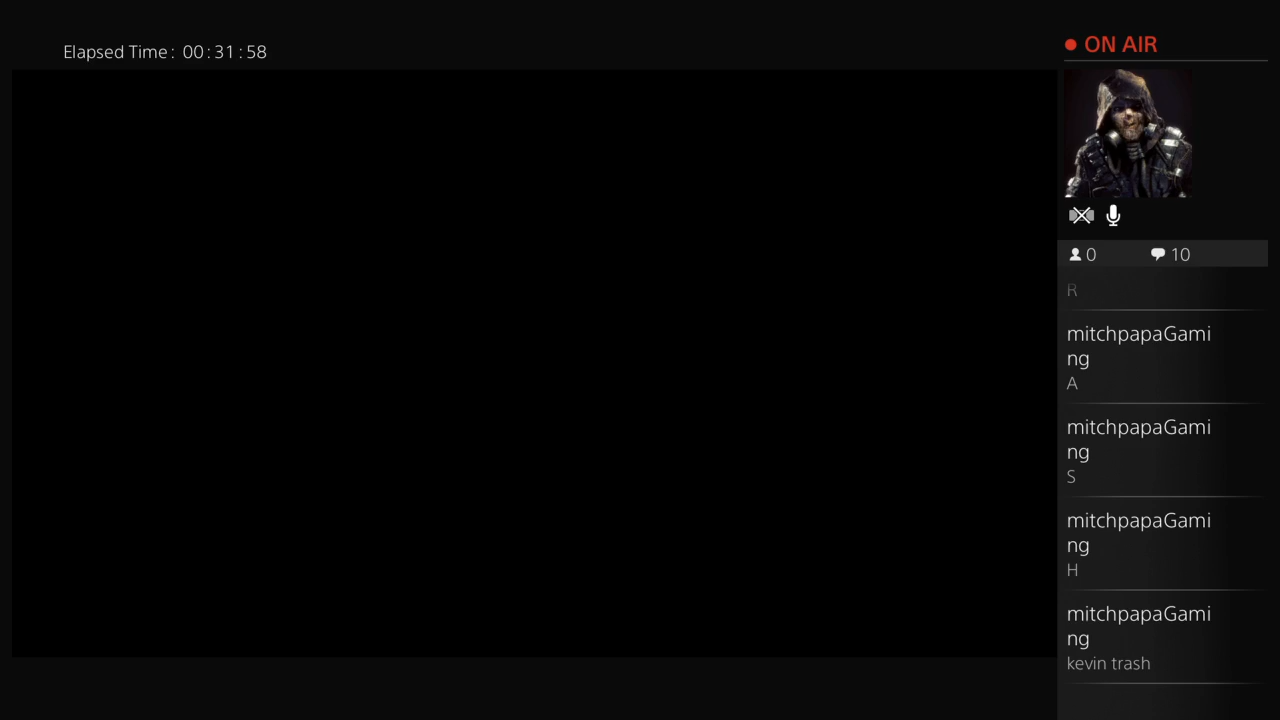 Elapsed Time: 00:31:58
ON AIR
0 10
R
mitchpapaGami
ng
A
mitchpapaGami
ng
S
mitchpapaGami
ng
H
mitchpapaGami
ng
kevin trash